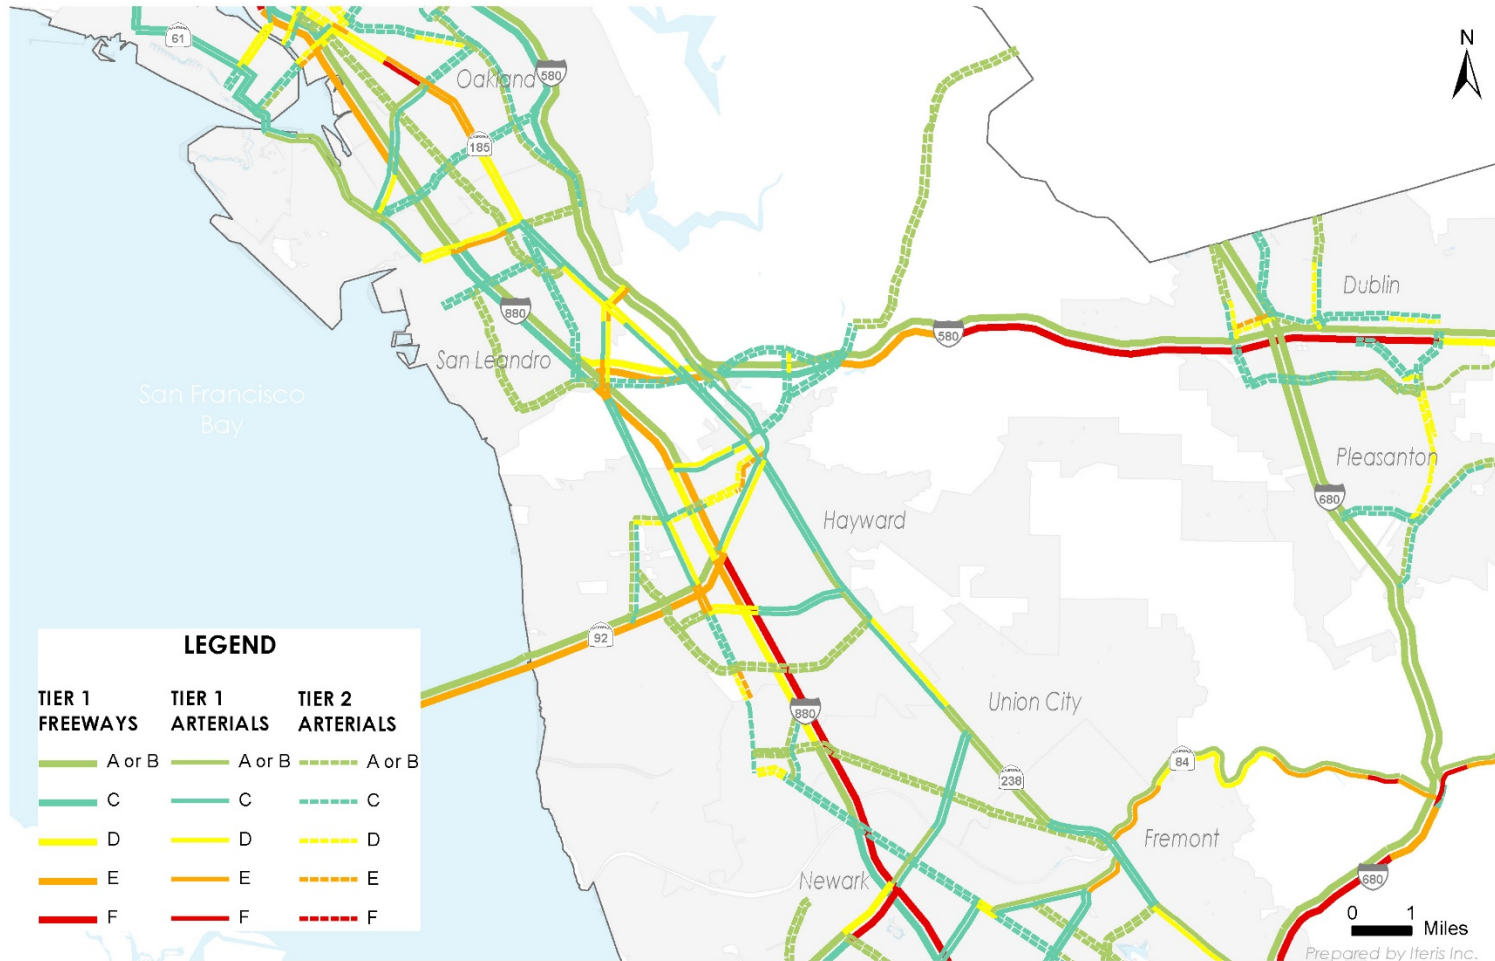 N
61
Oakland
580
185
Dublin
880
580
San Leandro
San Francisco
Bay
Pleasanton
680
Hayward
92
LEGEND
TIER 1
FREEWAYS
TIER 1
ARTERIALS
TIER 2
ARTERIALS
A or B
A or B
A or B
C
C
C
D
D
D
E
E
E
F
F
F
Union City
880
84
238
Fremont
Newark
680
0 1
Miles
Prepared by Iteris Inc.